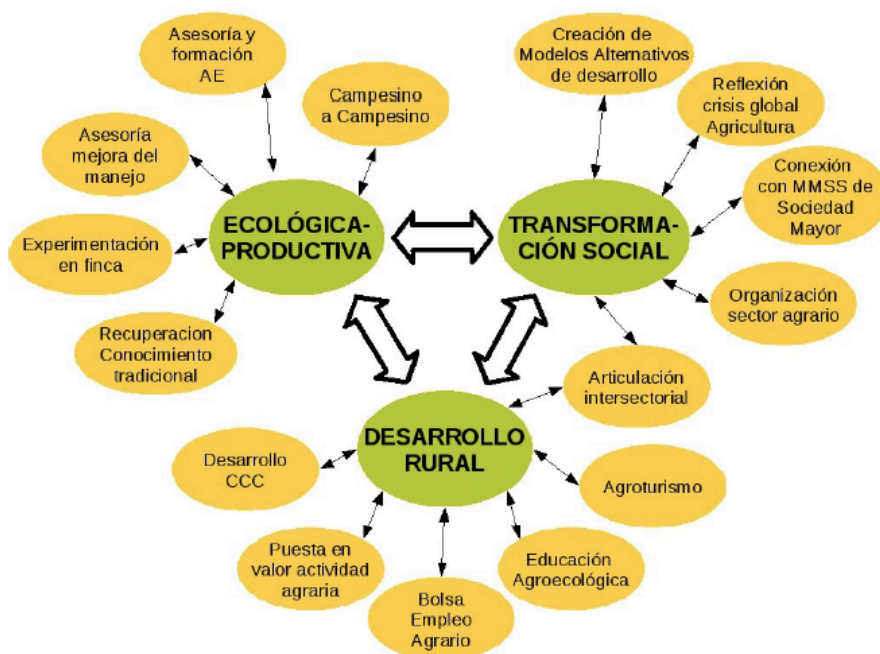 Asesoría y
formación
AE
Campesino
a Campesino
Asesoría
mejora del
manejo
Experimentación
en finca
Recuperacion
Conocimiento
tradicional
ECOLÓGICA-
PRODUCTIVA
Creación de
Modelos Alternativos
de desarrollo
Reflexión
crisis global
Agricultura
Conexión
con MMSS de
Sociedad
Mayor
TRANSFORMA-
CIÓN SOCIAL
Organización
sector agrario
Articulación
intersectorial
DESARROLLO
RURAL
Desarrollo
CCC
Agroturismo
Puesta en
valor actividad
agraria
Bolsa
Empleo
Agrario
Educación
Agroecológica